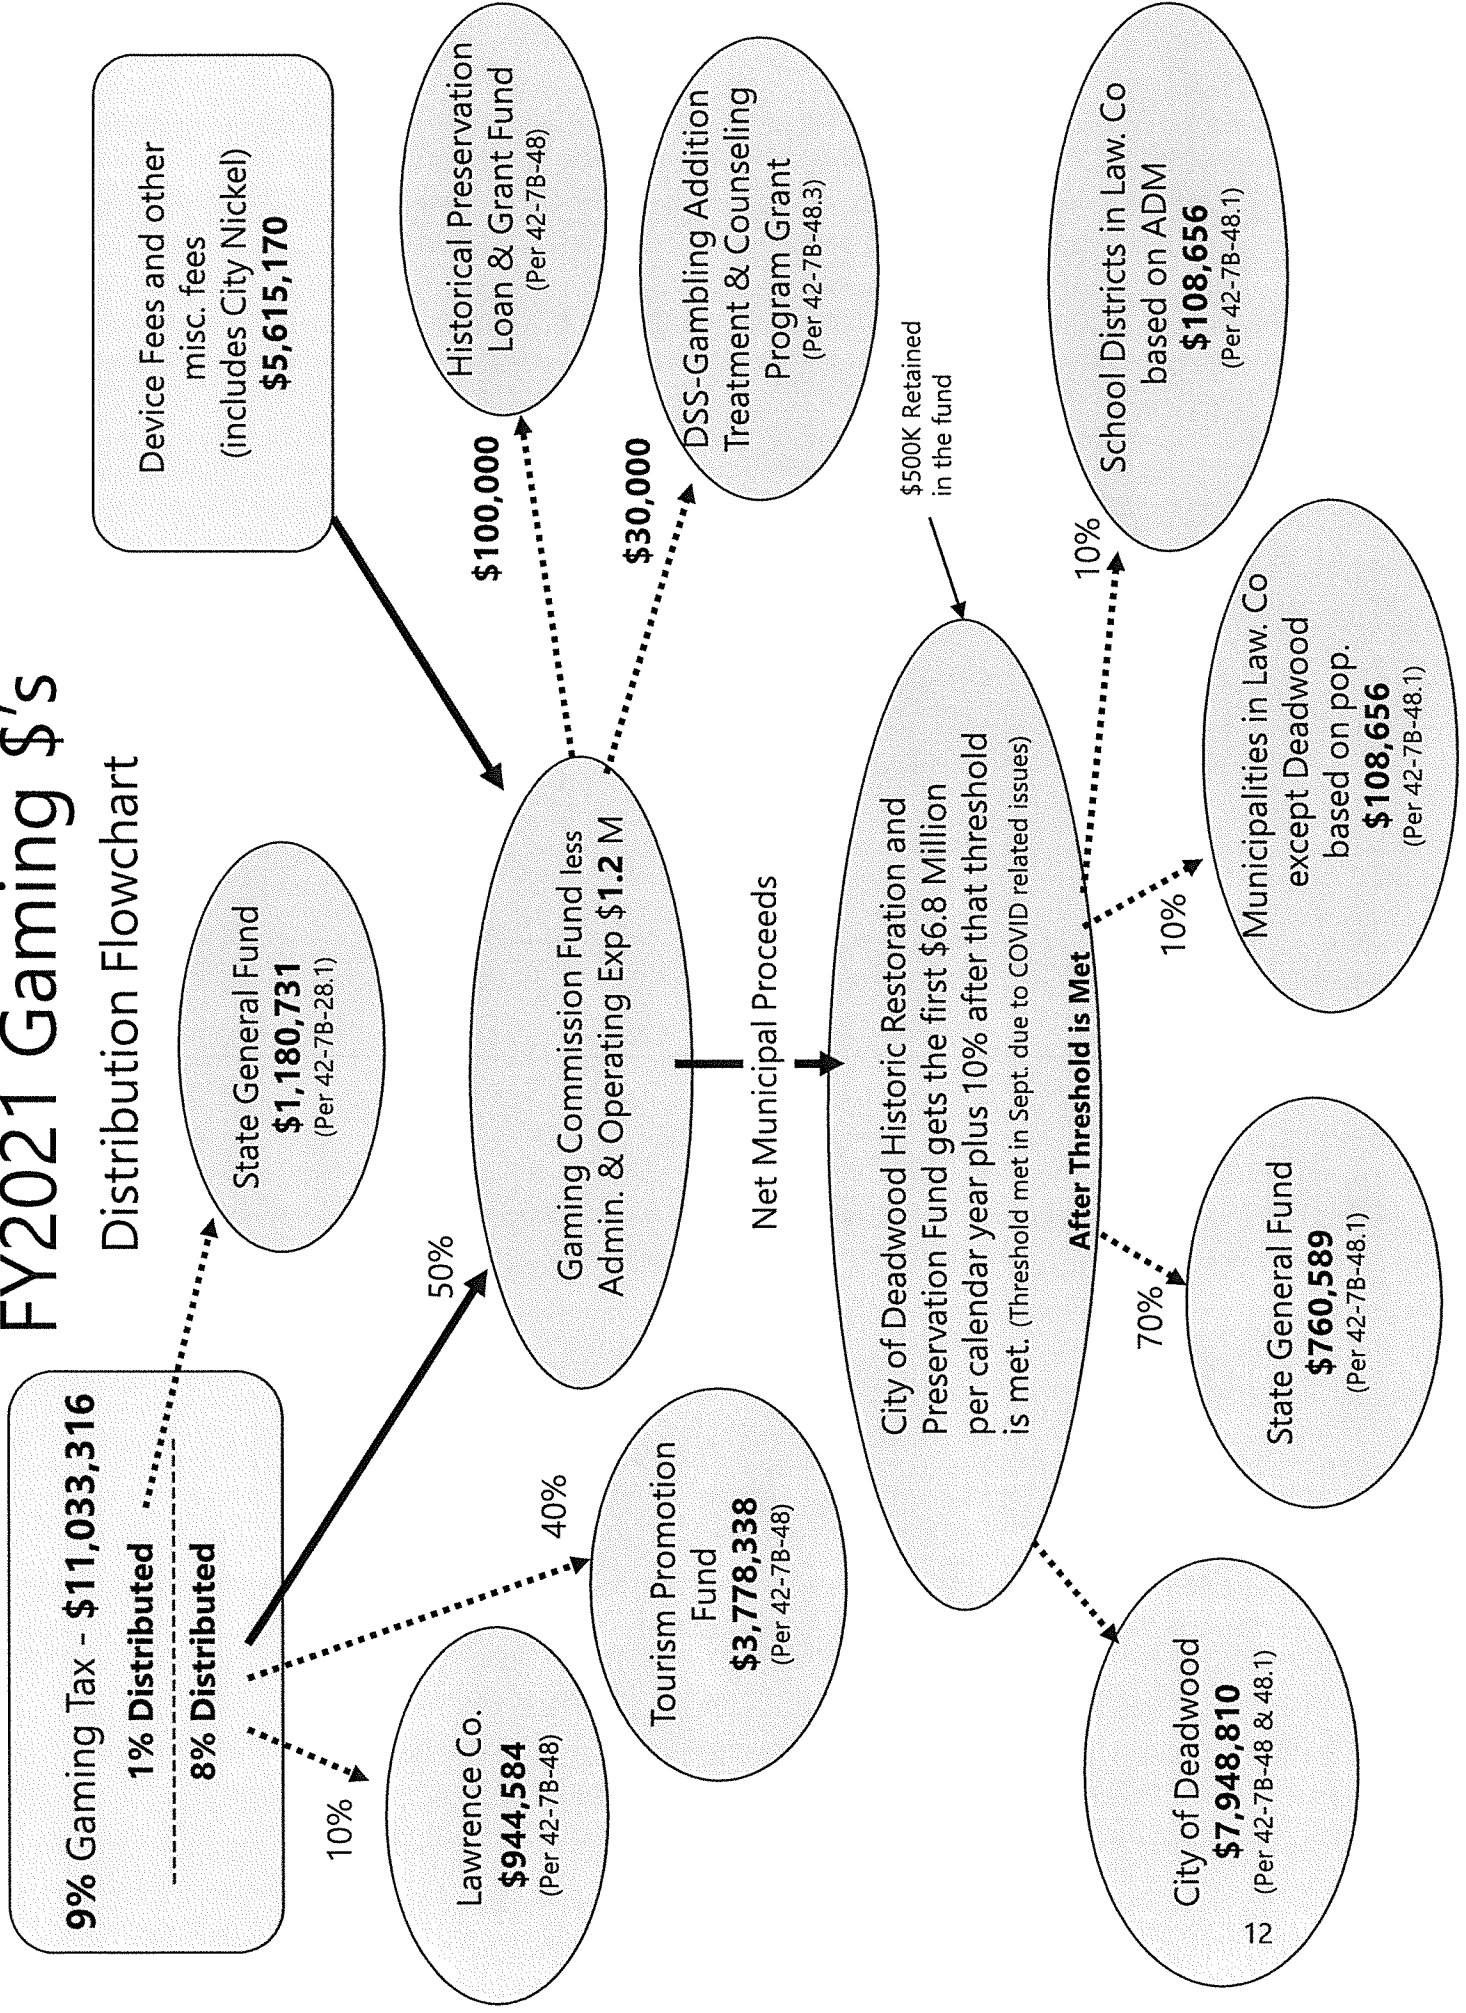 FY2021 Gaming $'s
Distribution Flowchart
9% Gaming Tax - $11,033,316
1% Distributed
8% Distributed
State General Fund
$1,180,731
(Per 42-7B-28.1)
Device Fees and other
misc. fees
(includes City Nickel)
$5,615,170
10%
Lawrence Co.
$944,584
(Per 42-7B-48)
40%
Tourism Promotion
Fund
$3,778,338
(Per 42-7B-48)
50%
Gaming Commission Fund less
Admin. & Operating Exp $1.2 M
$100,000
Historical Preservation
Loan & Grant Fund
(Per 42-7B-48)
$30,000
DSS-Gambling Addition
Treatment & Counseling
Program Grant
(Per 42-7B-48.3)
Net Municipal Proceeds
$500K Retained
in the fund
City of Deadwood Historic Restoration and
Preservation Fund gets the first $6.8 Million
per calendar year plus 10% after that threshold
is met. (Threshold met in Sept. due to COVID related issues)
After Threshold is Met
City of Deadwood
$7,948,810
(Per 42-7B-48 & 48.1)
70%
State General Fund
$760,589
(Per 42-7B-48.1)
10%
Municipalities in Law. Co
except Deadwood
based on pop.
$108,656
(Per 42-7B-48.1)
10%
School Districts in Law. Co
based on ADM
$108,656
(Per 42-7B-48.1)
12